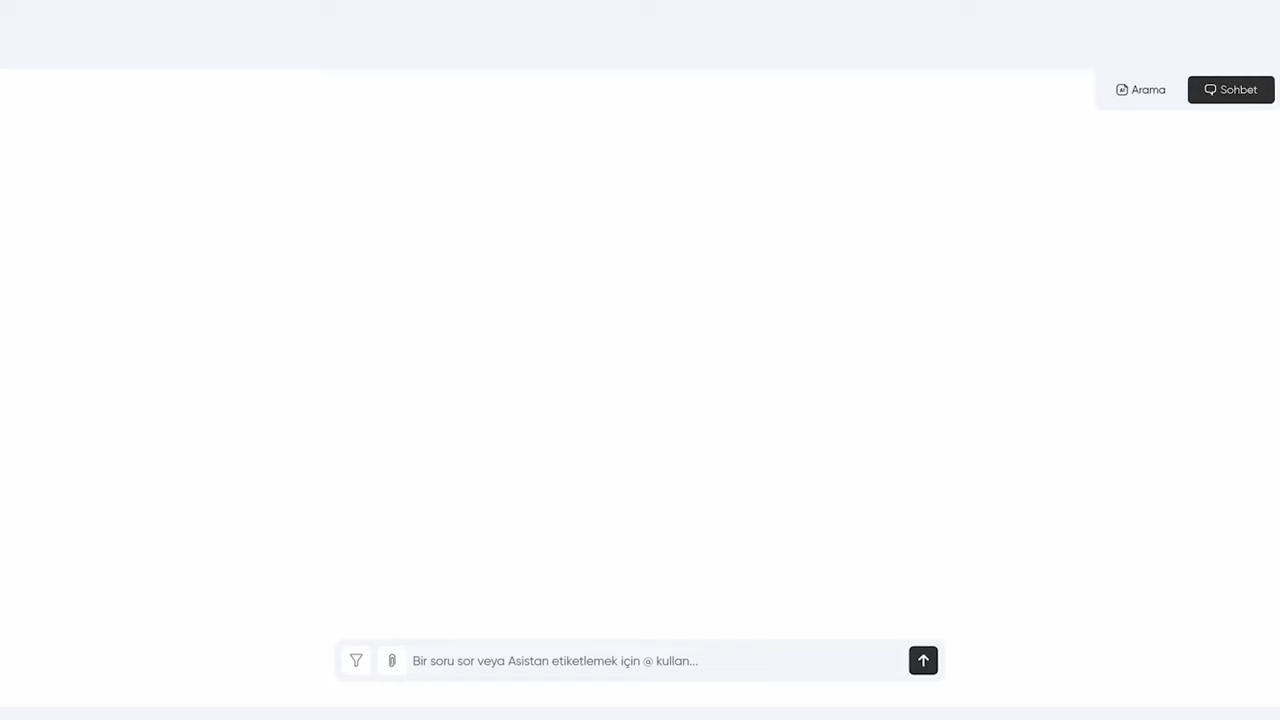 Arama
Sohbet
Bir soru sor veya Asistan etiketlemek için @ kullan...